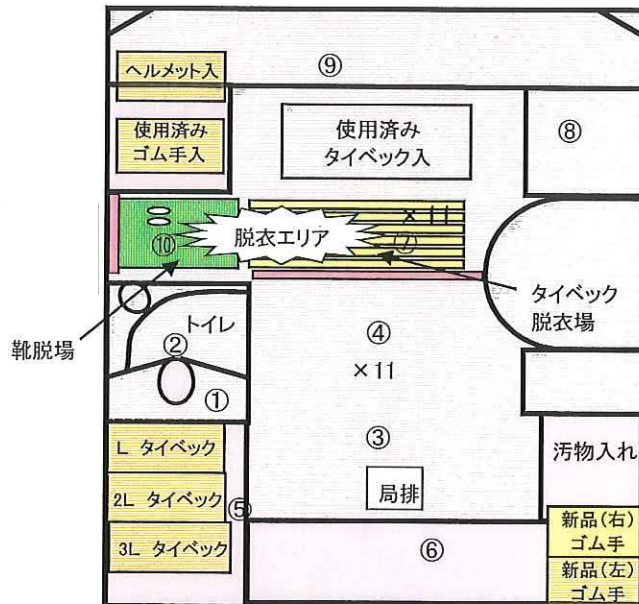 ⑨
ヘルメット入
使用済み
ゴム手入
使用済み
タイベック入
⑧
×11
⑩
脱衣エリア
⑦
タイベック
脱衣場
靴脱場
トイレ
②
①
④
×11
③
局排
L タイベック
2L タイベック
3L タイベック
⑤
⑥
汚物入れ
新品(右)
ゴム手
新品(左)
ゴム手